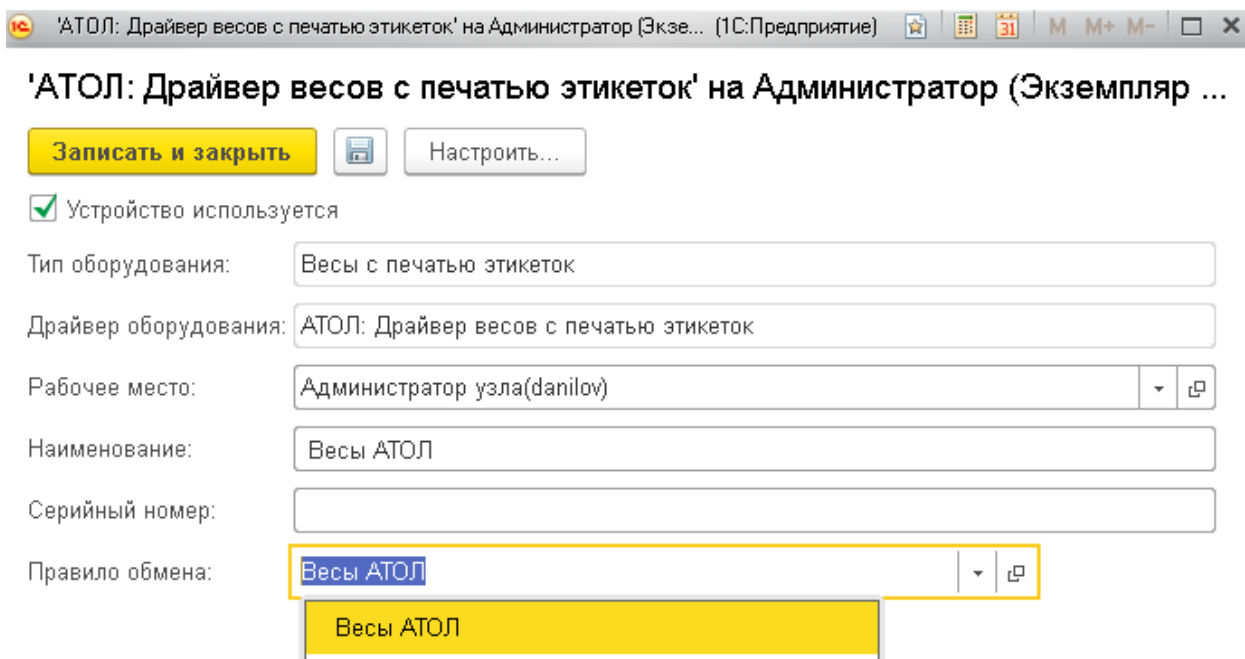 1С 'АТОЛ: Драйвер весов с печатью этикеток' на Администратор (Экзе... (1С:Предприятие) 31 M M+ M-
'АТОЛ: Драйвер весов с печатью этикеток' на Администратор (Экземпляр ...
Записать и закрыть Настроить...
Устройство используется
Тип оборудования: Весы с печатью этикеток
Драйвер оборудования: АТОЛ: Драйвер весов с печатью этикеток
Рабочее место: Администратор узла(danilov)
Наименование: Весы АТОЛ
Серийный номер:
Правило обмена: Весы АТОЛ
Весы АТОЛ